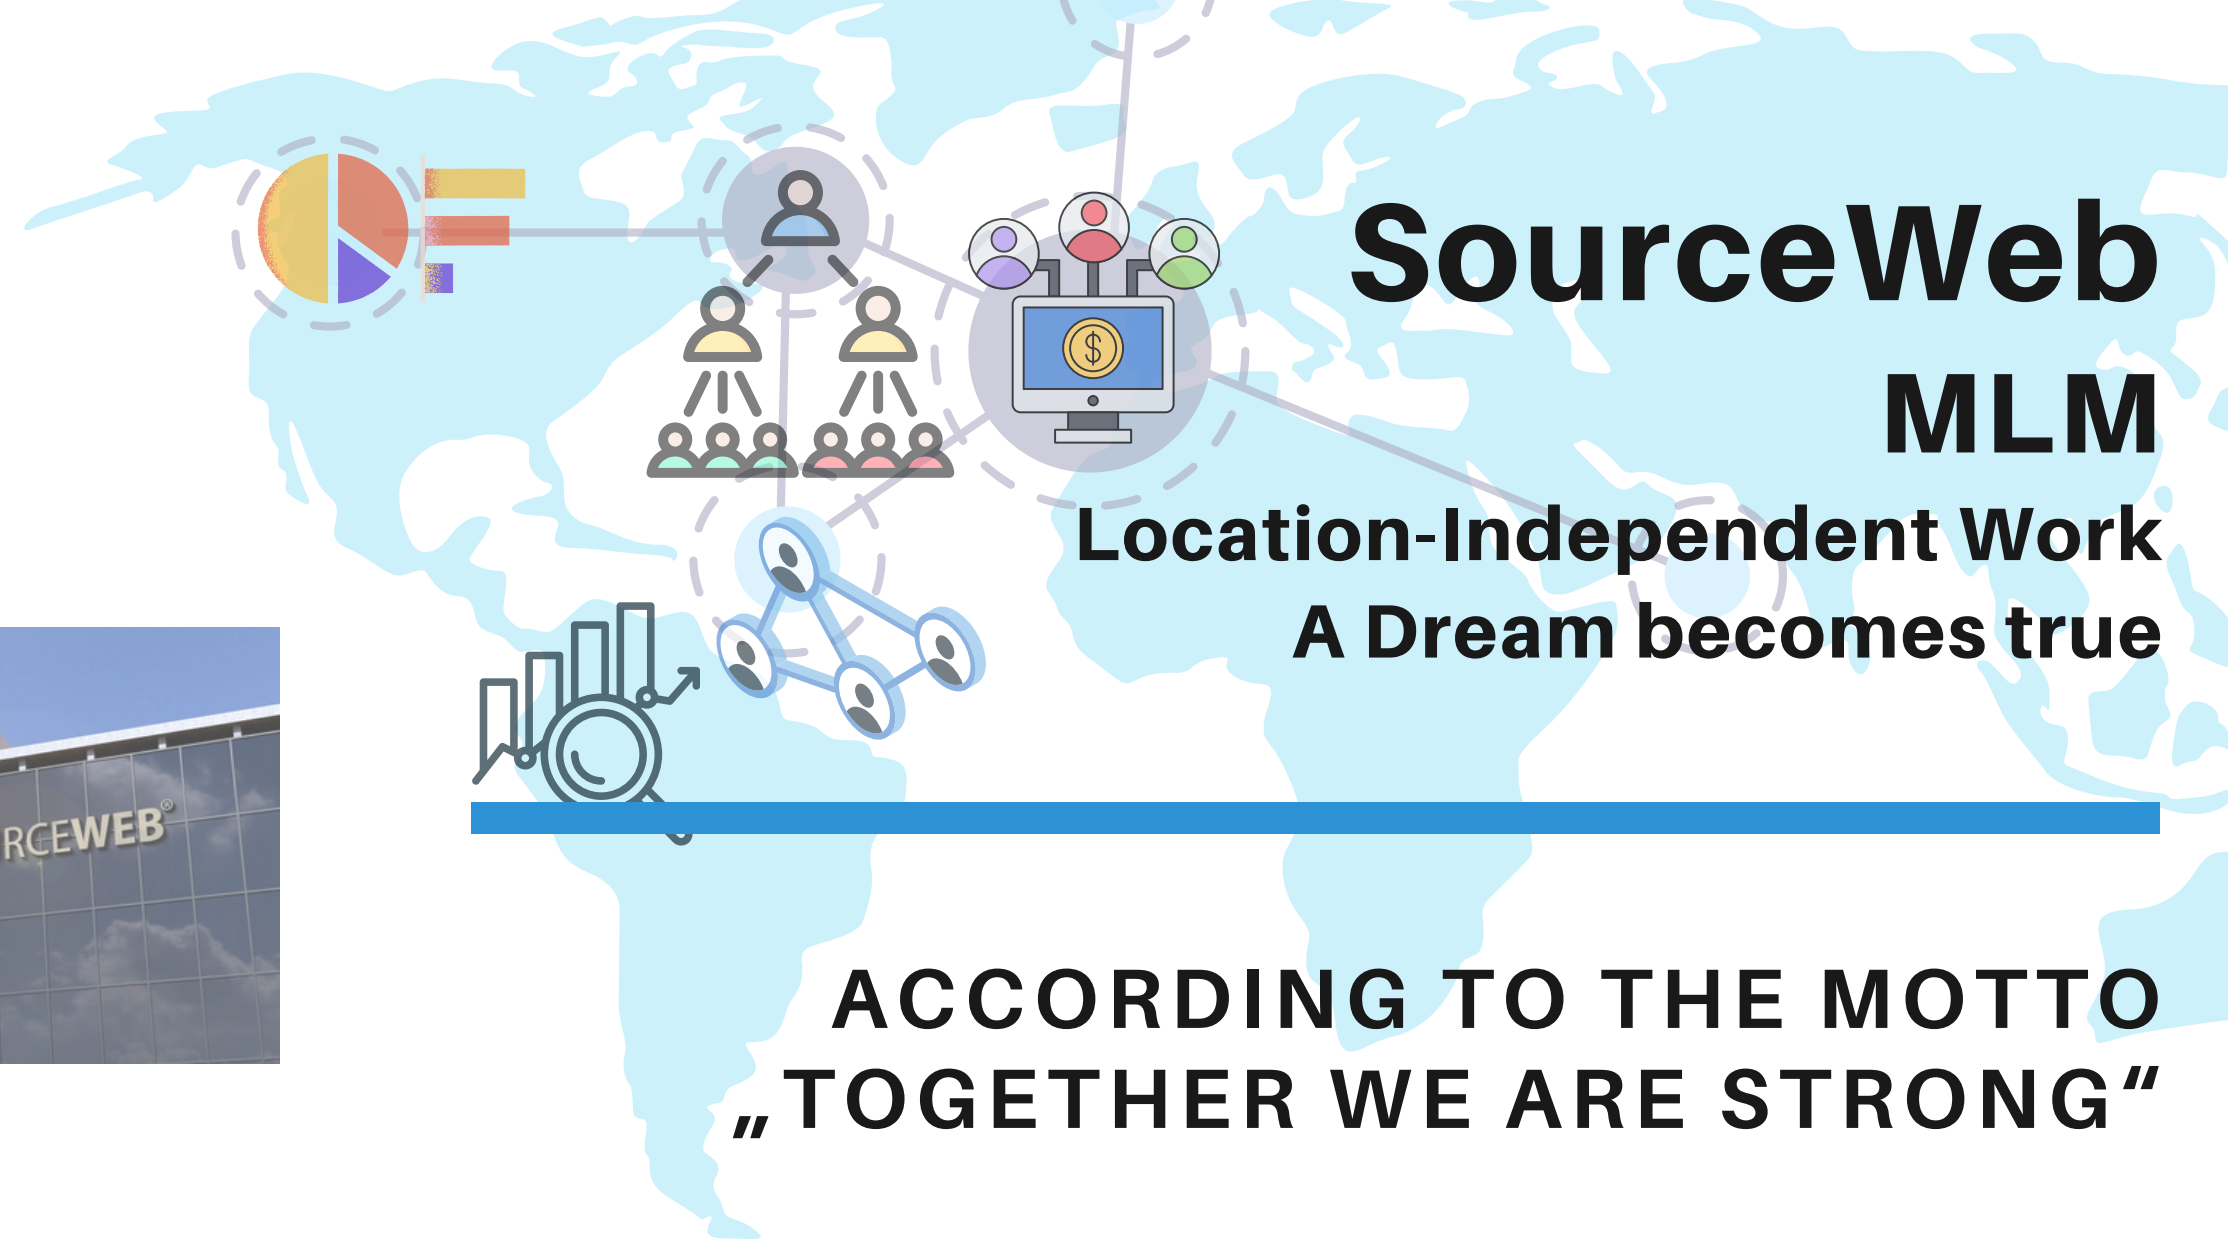 SourceWeb
MLM
Location-Independent Work
A Dream becomes true
RCEWEB®
$
ACCORDING TO THE MOTTO
„TOGETHER WE ARE STRONG“